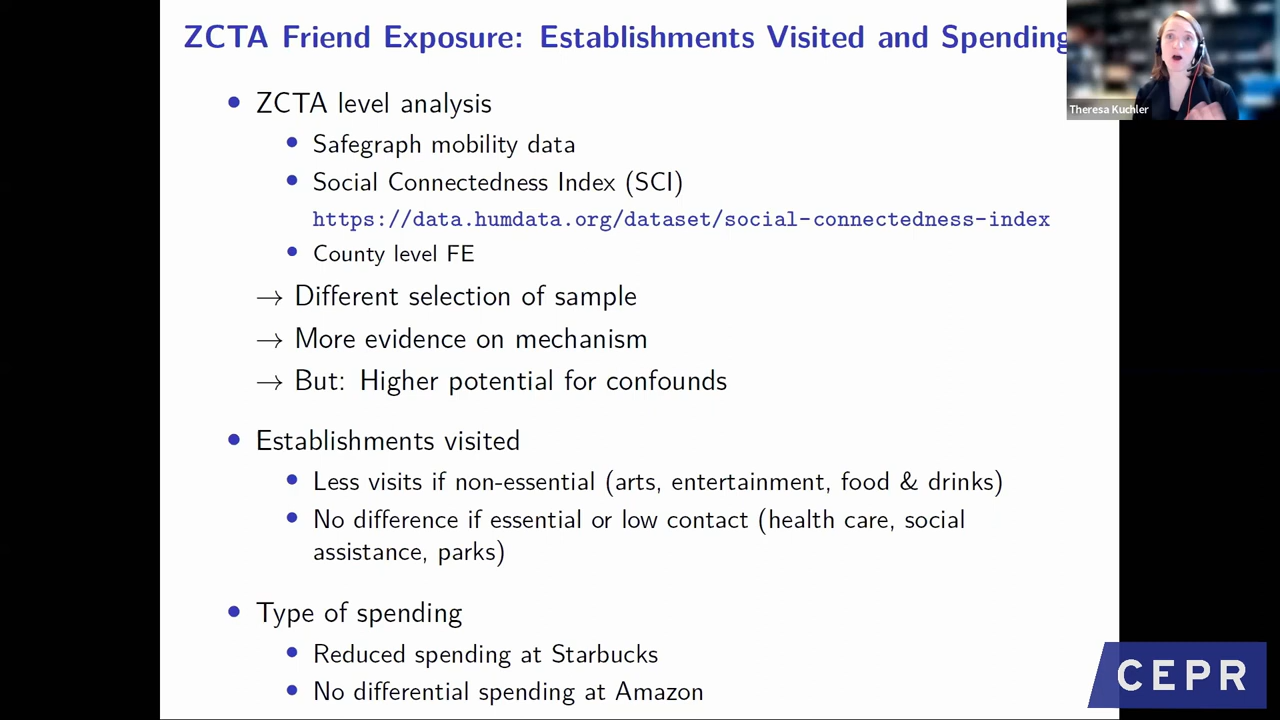 ZCTA Friend Exposure: Establishments Visited and Spending
Theresa Kuchler
• ZCTA level analysis
• Safegraph mobility data
• Social Connectedness Index (SCI)
https://data.humdata.org/dataset/social-connectedness-index
• County level FE
→ Different selection of sample
→ More evidence on mechanism
→ But: Higher potential for confounds
• Establishments visited
• Less visits if non-essential (arts, entertainment, food & drinks)
• No difference if essential or low contact (health care, social
assistance, parks)
• Type of spending
• Reduced spending at Starbucks
• No differential spending at Amazon
CEPR